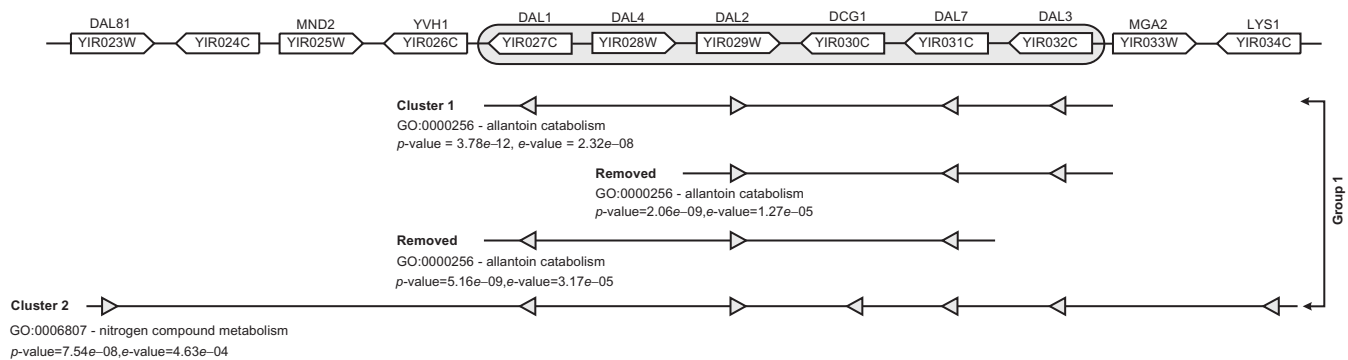 DAL81 MND2 YVH1 DAL1 DAL4 DAL2 DCG1 DAL7 DAL3 MGA2 LYS1
YIR023W YIR024C YIR025W YIR026C YIR027C YIR028W YIR029W YIR030C YIR031C YIR032C YIR033W YIR034C
Cluster 1
GO:0000256 - allantoin catabolism
p-value = 3.78e–12, e-value = 2.32e–08
Removed
GO:0000256 - allantoin catabolism
p-value=2.06e–09,e-value=1.27e–05
Group 1
Removed
GO:0000256 - allantoin catabolism
p-value=5.16e–09,e-value=3.17e–05
Cluster 2
GO:0006807 - nitrogen compound metabolism
p-value=7.54e–08,e-value=4.63e–04